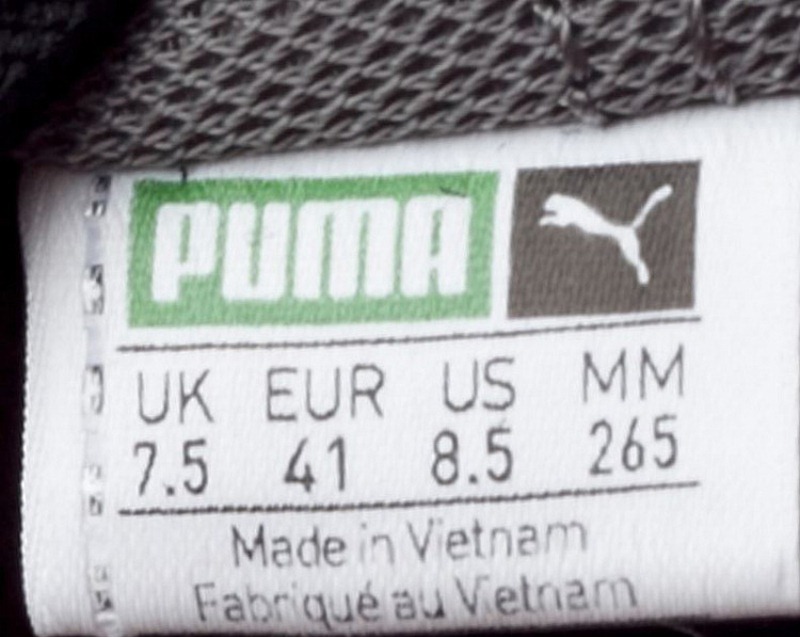 PUMA
UK EUR US MM
7.5 41 8.5 265
Made in Vietnam
Fabriqué au Vietnam